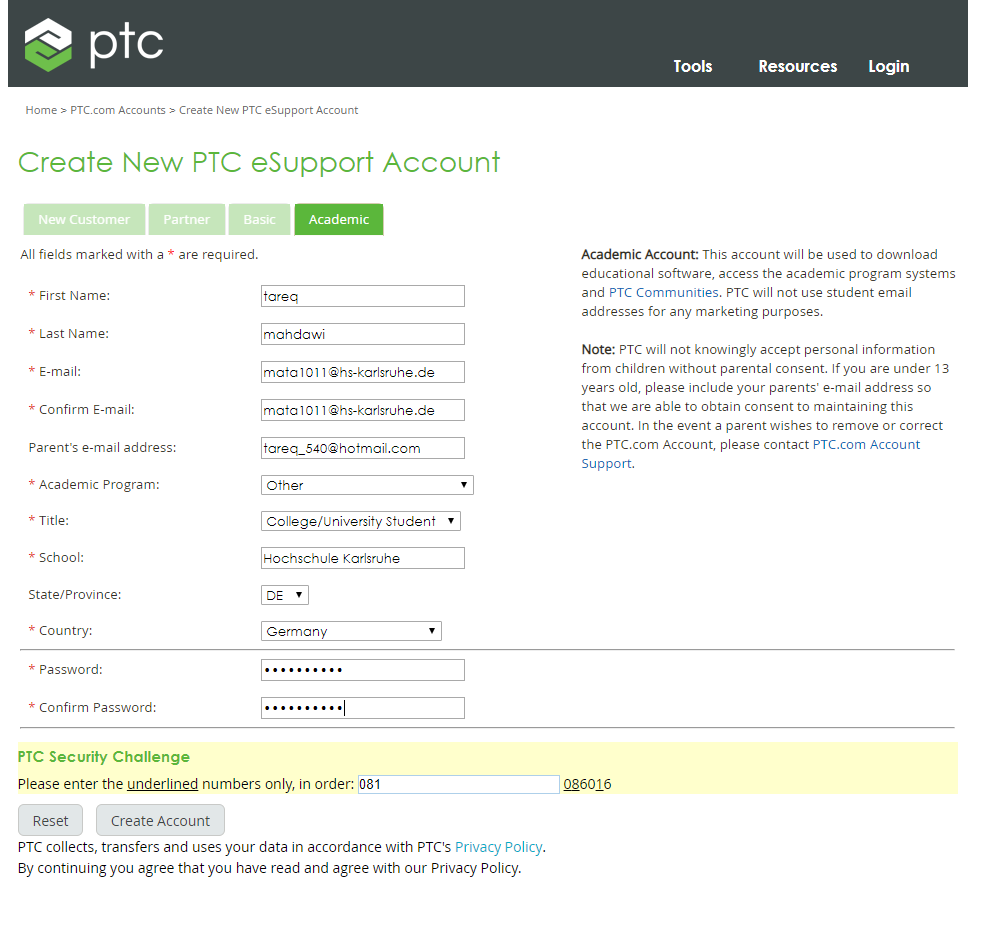 ptc
Tools Resources Login
Home > PTC.com Accounts > Create New PTC eSupport Account
Create New PTC eSupport Account
New Customer Partner Basic Academic
All fields marked with a * are required.
* First Name: tareq
* Last Name: mahdawi
* E-mail: mata1011@hs-karlsruhe.de
* Confirm E-mail: mata1011@hs-karlsruhe.de
Parent's e-mail address: tareq_540@hotmail.com
* Academic Program: Other
* Title: College/University Student
* School: Hochschule Karlsruhe
State/Province: DE
* Country: Germany
* Password: ••••••••••
* Confirm Password: ••••••••••
Academic Account: This account will be used to download
educational software, access the academic program systems
and PTC Communities. PTC will not use student email
addresses for any marketing purposes.
Note: PTC will not knowingly accept personal information
from children without parental consent. If you are under 13
years old, please include your parents' e-mail address so
that we are able to obtain consent to maintaining this
account. In the event a parent wishes to remove or correct
the PTC.com Account, please contact PTC.com Account
Support.
PTC Security Challenge
Please enter the underlined numbers only, in order: 081 086016
Reset Create Account
PTC collects, transfers and uses your data in accordance with PTC's Privacy Policy.
By continuing you agree that you have read and agree with our Privacy Policy.